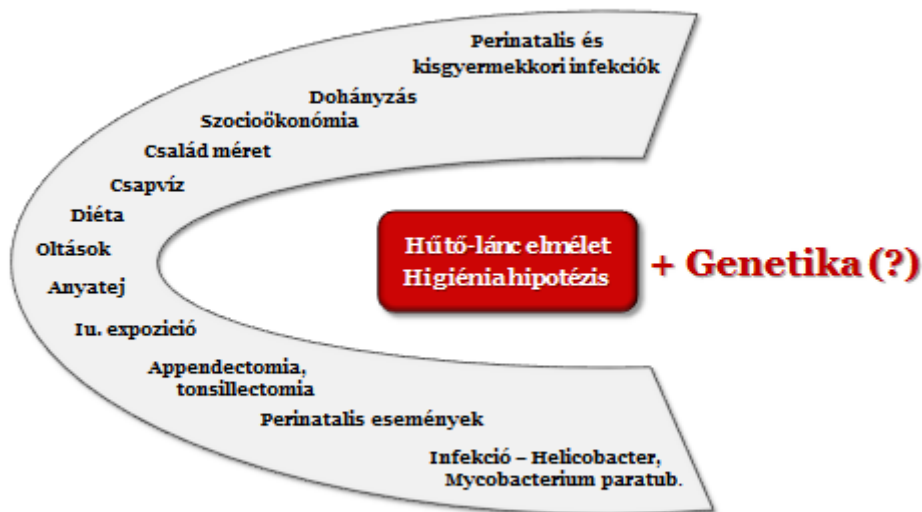 Perinatalis és
kisgyermekkori infekciók
Dohányzás
Szocioökonómia
Család méret
Csapvíz
Diéta
Oltások
Anyatej
Iu. expozíció
Appendectomia,
tonsillectomia
Perinatalis események
Infekció – Helicobacter,
Mycobacterium paratub.
Hűtő-lánc elmélet
Higiénia hipotézis
+ Genetika (?)